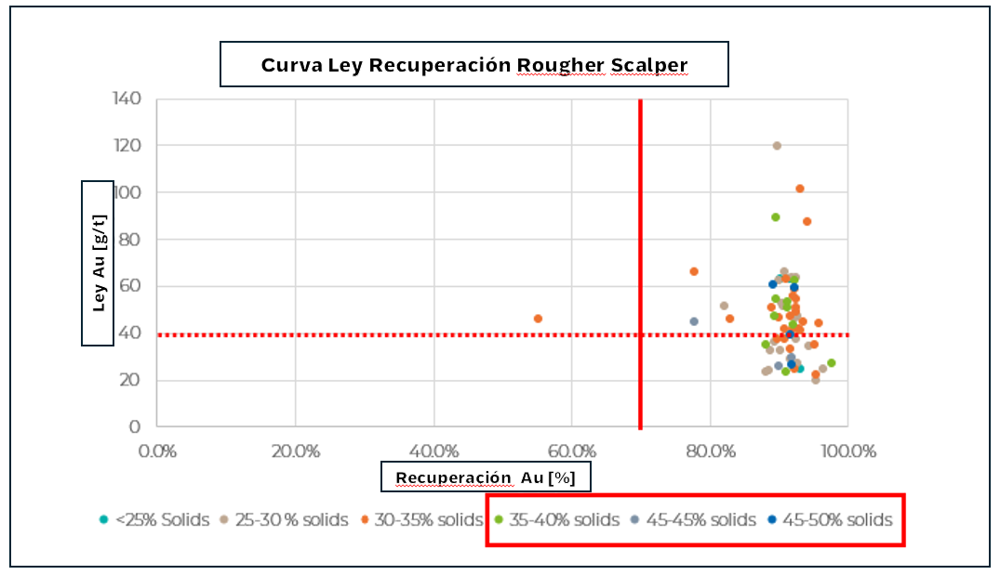 Curva Ley Recuperación Rougher Scalper
140
120
100
80
60
40
20
0
Ley Au [g/t]
0.0%
20.0%
40.0%
60.0%
80.0%
100.0%
Recuperación Au [%]
<25% Solids
25-30 % solids
30-35% solids
35-40% solids
45-45% solids
45-50% solids